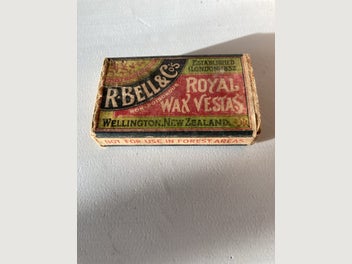 R. BELL & Co's
ESTABLISHED
LONDON 1832
ROYAL
WAX VESTAS
WELLINGTON, NEW ZEALAND.
NOT FOR USE IN FOREST AREAS